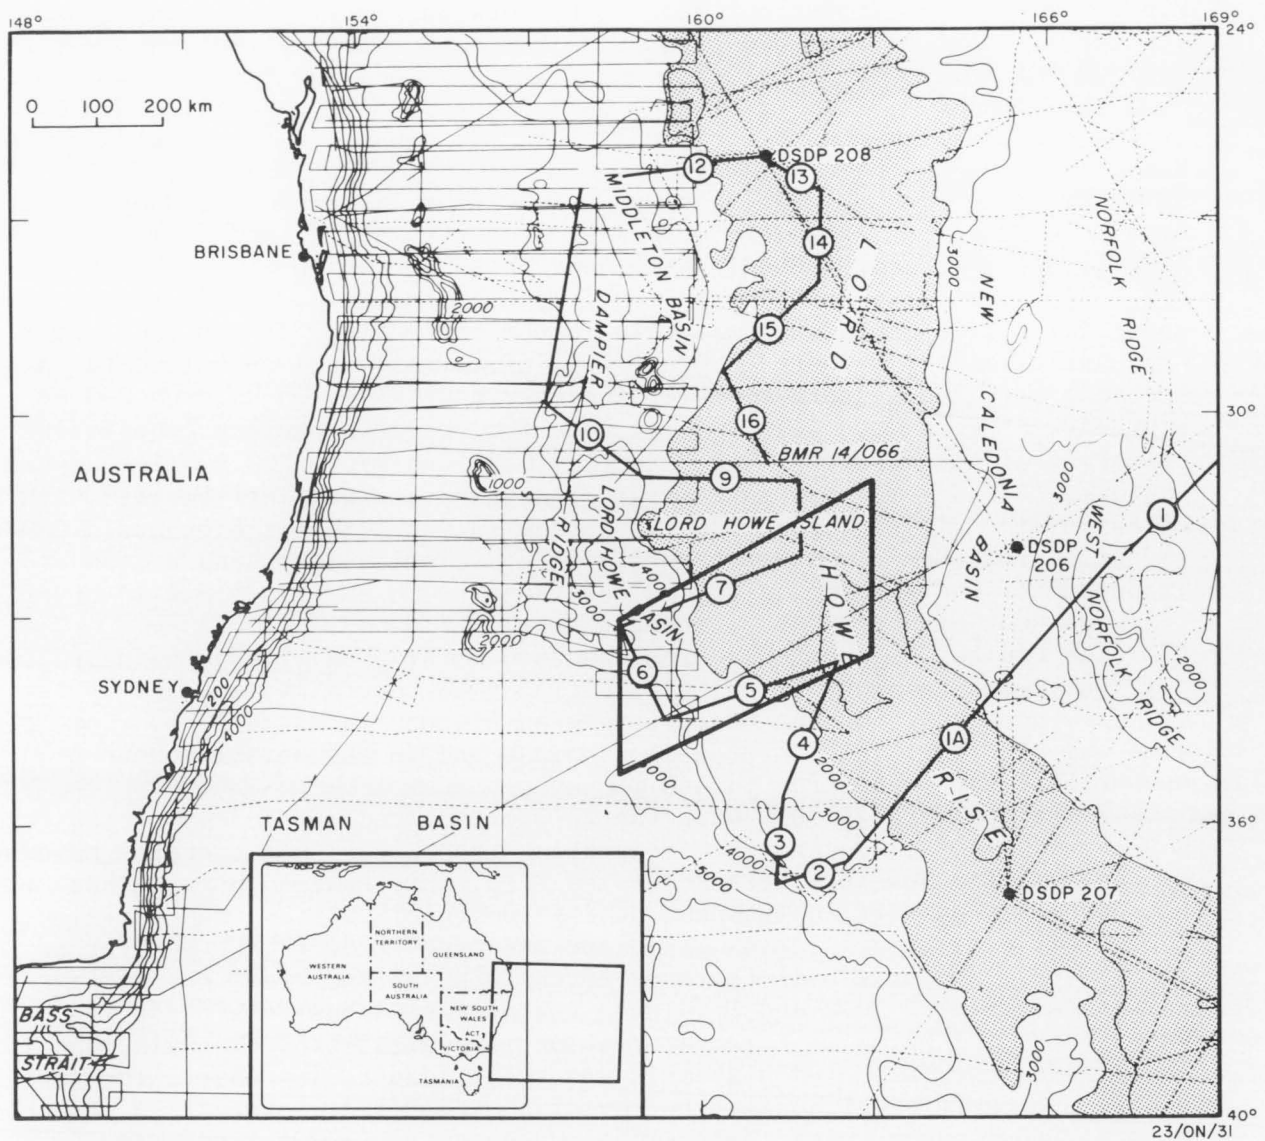 148°
154°
160°
166°
169°
24°
0 100 200 km
12
DSDP 208
13
MIDDLETON BASIN
NORFOLK RIDGE
14
BRISBANE
LORD HOWE RISE
3000
NEW CALEDONIA BASIN
2000
DAMPIER RIDGE
15
30°
16
10
BMR 14/066
AUSTRALIA
9
3000
1000
LORD HOWE
WEST NORFOLK RIDGE
1
LORD HOWE ISLAND
DSDP
206
400
3000
7
2000
ASIN
6
2000
SYDNEY
5
200
4000
4
1A
2000
000
3000
TASMAN BASIN
36°
3
4000
2
5000
DSDP 207
NORTHERN
TERRITORY
WESTERN
AUSTRALIA
QUEENSLAND
SOUTH
AUSTRALIA
NEW SOUTH
WALES
ACT
VICTORIA
TASMANIA
BASS
STRAIT
3000
40°
23/ON/31